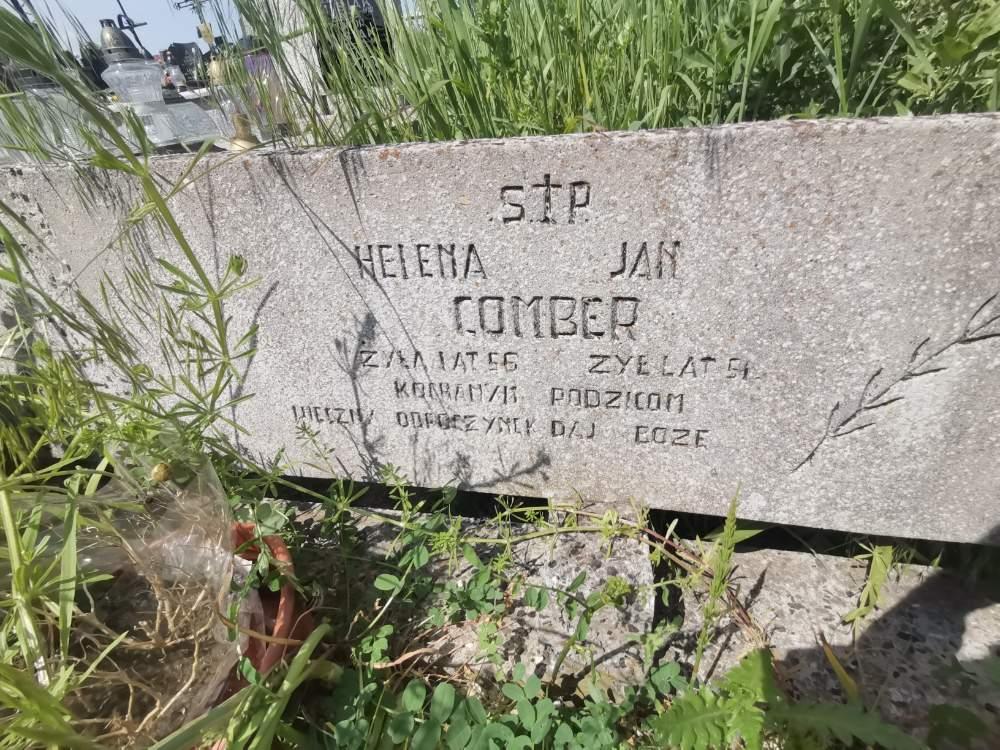 S.†P.
HELENA JAN
COMBER
ŻYŁA LAT 56 ŻYŁ LAT 51
KOCHANYM RODZICOM
WIECZNY ODPOCZYNEK DAJ BOŻE